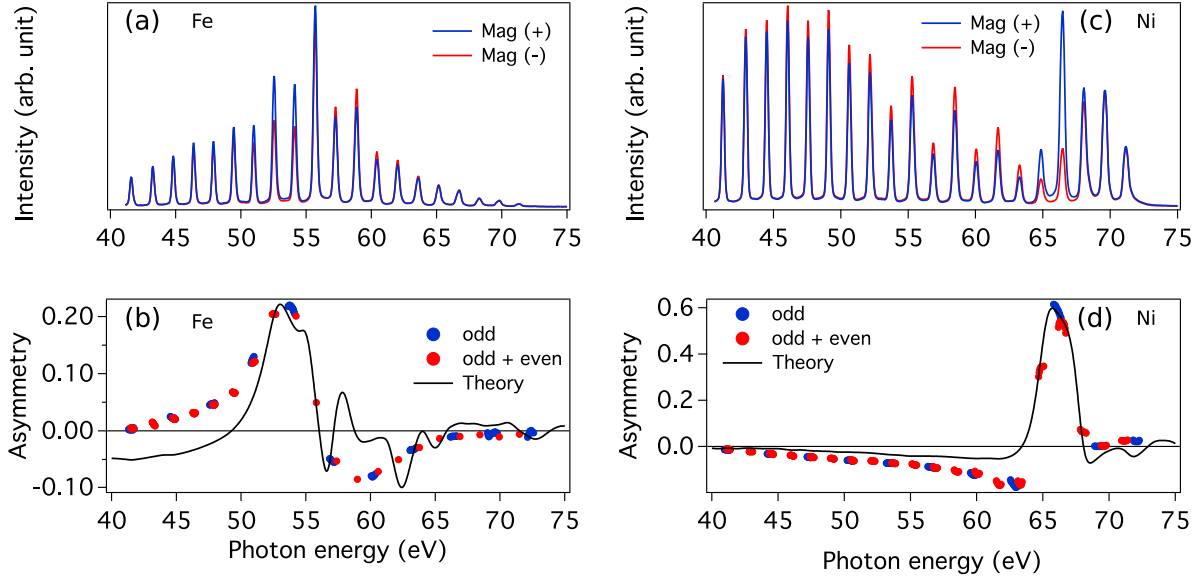 (a) Fe
Mag (+)
Mag (-)
Intensity (arb. unit)
40 45 50 55 60 65 70 75
(c) Ni
Mag (+)
Mag (-)
Intensity (arb. unit)
40 45 50 55 60 65 70 75
(b) Fe
odd
odd + even
Theory
Asymmetry
0.20
0.10
0.00
-0.10
40 45 50 55 60 65 70 75
Photon energy (eV)
(d) Ni
odd
odd + even
Theory
Asymmetry
0.6
0.4
0.2
0.0
40 45 50 55 60 65 70 75
Photon energy (eV)